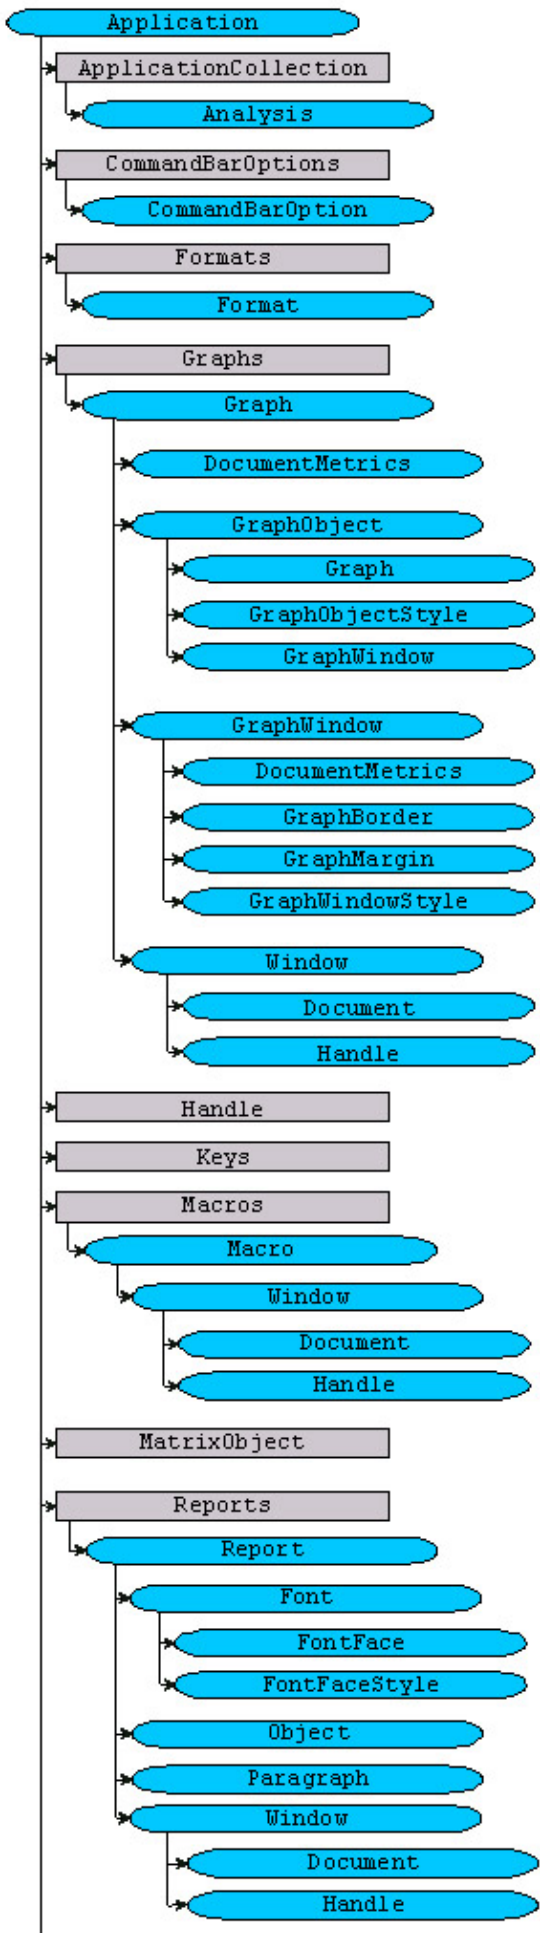 Application
ApplicationCollection
Analysis
CommandBarOptions
CommandBarOption
Formats
Format
Graphs
Graph
DocumentMetrics
GraphObject
Graph
GraphObjectStyle
GraphWindow
GraphWindow
DocumentMetrics
GraphBorder
GraphMargin
GraphWindowStyle
Window
Document
Handle
Handle
Keys
Macros
Macro
Window
Document
Handle
MatrixObject
Reports
Report
Font
FontFace
FontFaceStyle
Object
Paragraph
Window
Document
Handle